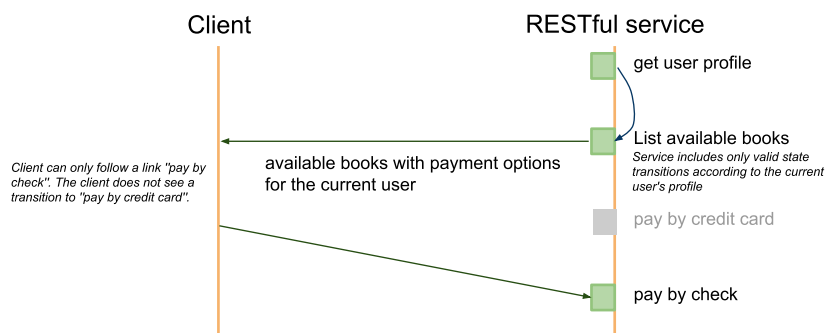 Client
RESTful service
get user profile
List available books
Service includes only valid state
transitions according to the current
user's profile
available books with payment options
for the current user
Client can only follow a link "pay by
check". The client does not see a
transition to "pay by credit card".
pay by credit card
pay by check